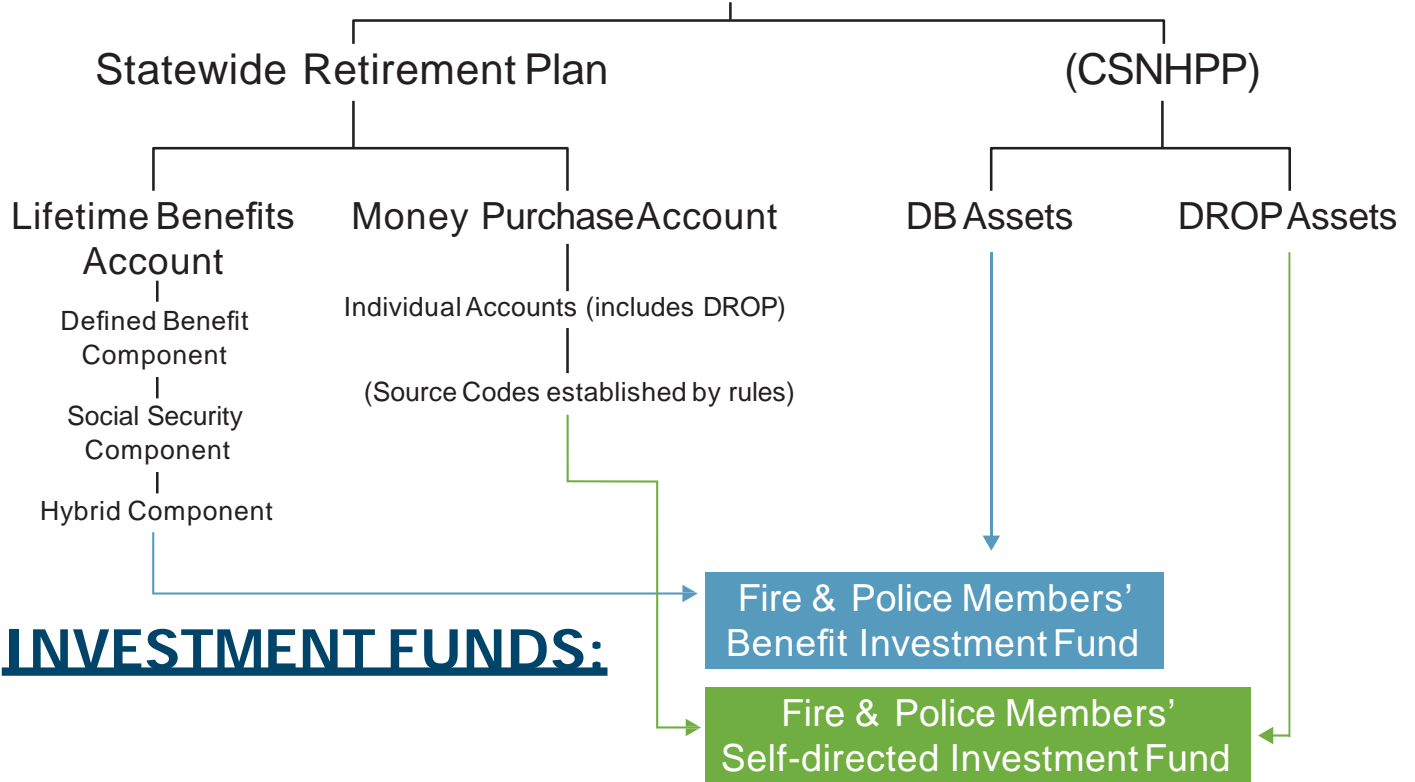 Statewide Retirement Plan
(CSNHPP)
Lifetime Benefits
Account
Money Purchase Account
DB Assets
DROP Assets
Defined Benefit
Component
Social Security
Component
Hybrid Component
Individual Accounts (includes DROP)
(Source Codes established by rules)
INVESTMENT FUNDS:
Fire & Police Members’
Benefit Investment Fund
Fire & Police Members’
Self-directed Investment Fund